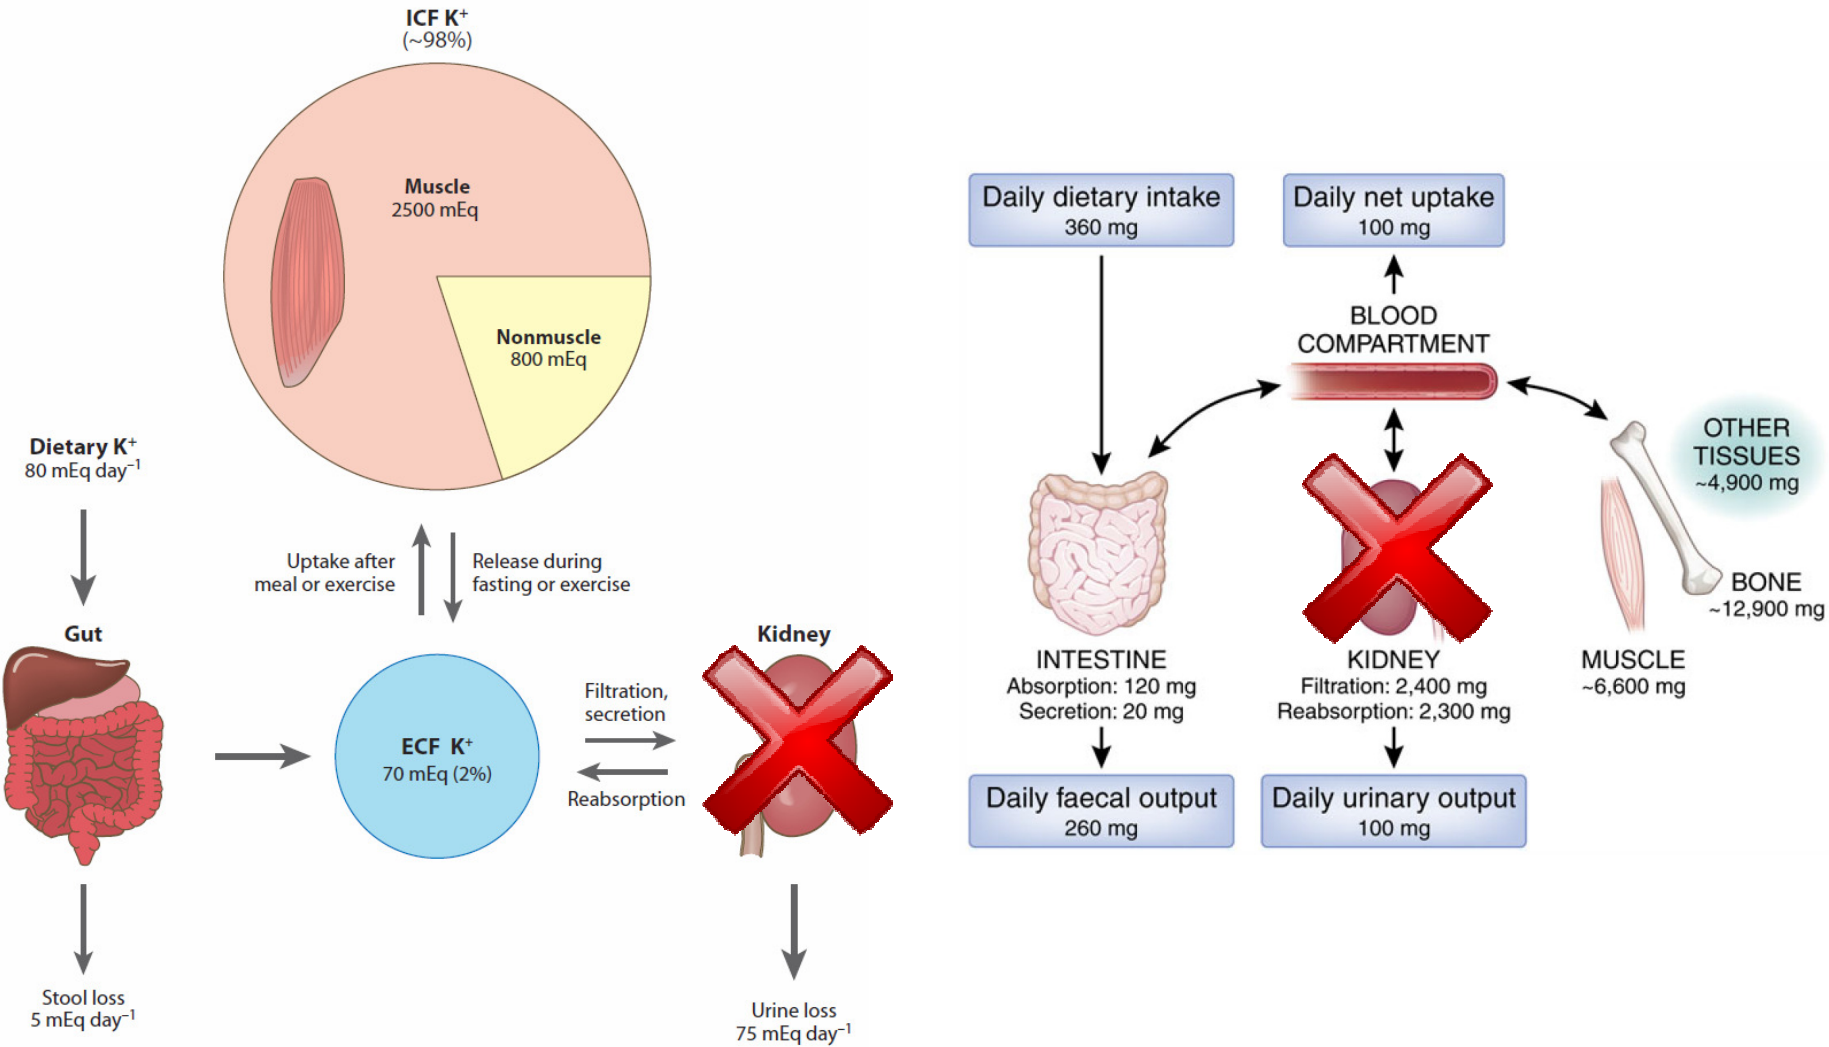 ICF K⁺
(~98%)
Muscle
2500 mEq
Nonmuscle
800 mEq
Dietary K⁺
80 mEq day⁻¹
Uptake after
meal or exercise
Release during
fasting or exercise
Gut
Kidney
Filtration,
secretion
ECF K⁺
70 mEq (2%)
Reabsorption
Stool loss
5 mEq day⁻¹
Urine loss
75 mEq day⁻¹
Daily dietary intake
360 mg
Daily net uptake
100 mg
BLOOD
COMPARTMENT
OTHER
TISSUES
~4,900 mg
BONE
~12,900 mg
INTESTINE
Absorption: 120 mg
Secretion: 20 mg
KIDNEY
Filtration: 2,400 mg
Reabsorption: 2,300 mg
MUSCLE
~6,600 mg
Daily faecal output
260 mg
Daily urinary output
100 mg